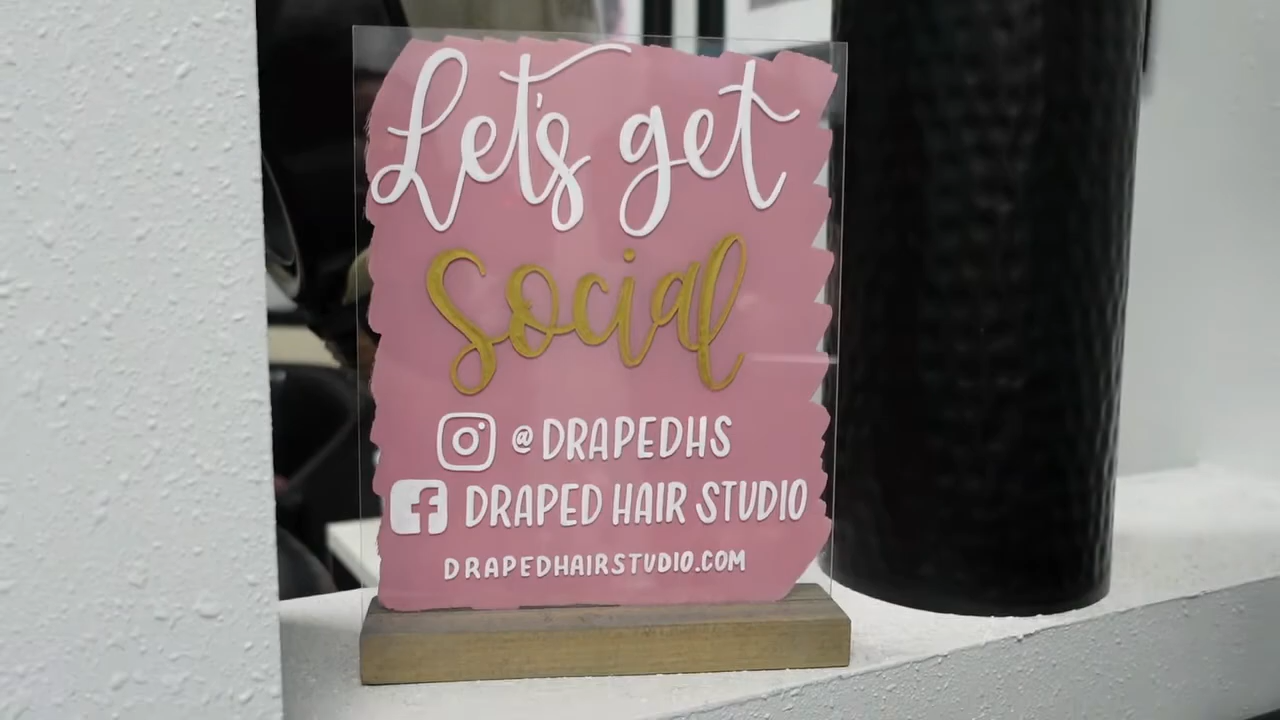 Let's get
Social
@DRAPEDHS
DRAPED HAIR STUDIO
DRAPEDHAIRSTUDIO.COM